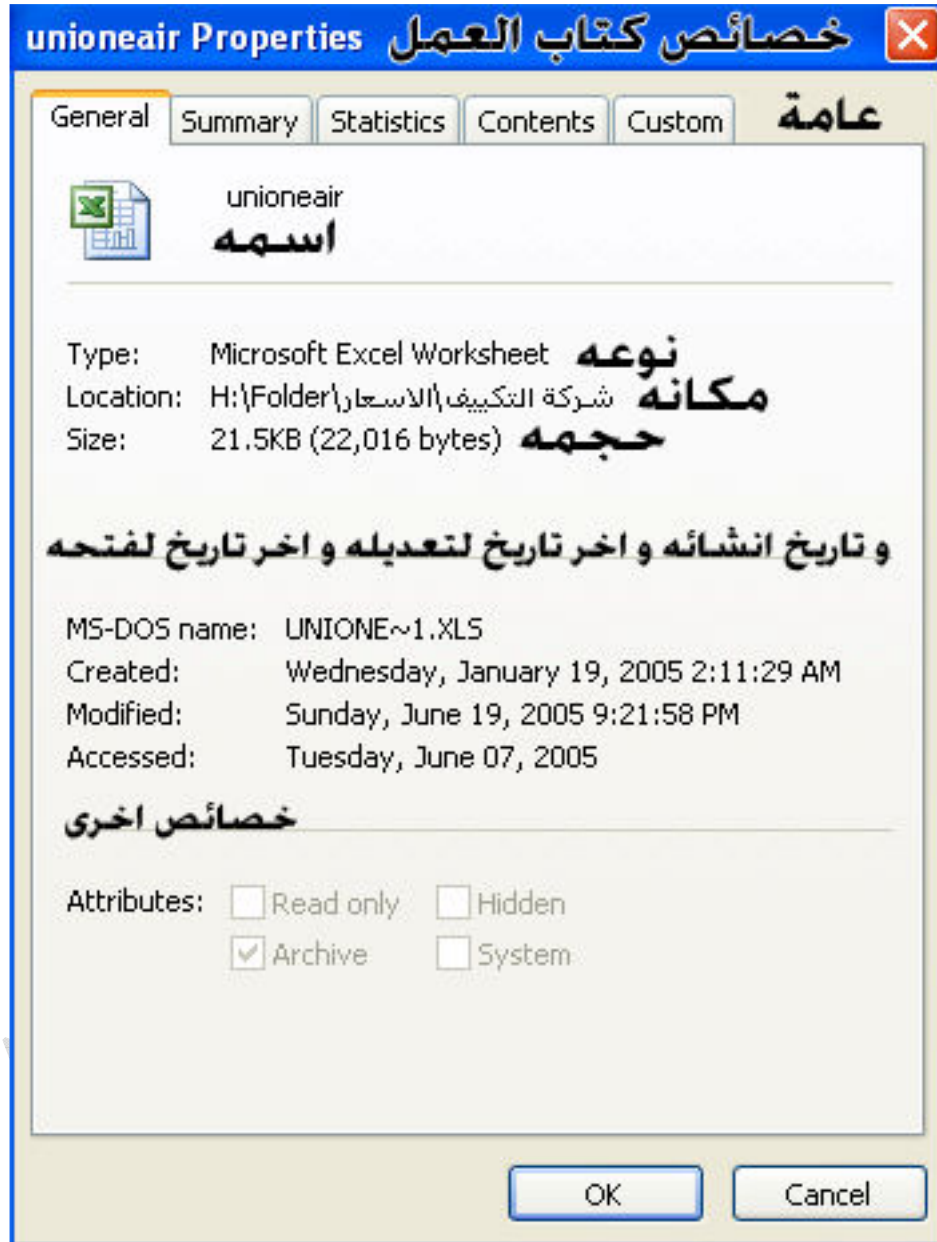 unioneair Properties خصائص كتاب العمل
General Summary Statistics Contents Custom عامة
unioneair
اسمه
Type: Microsoft Excel Worksheet نوعه
Location: H:\Folder\شركة التكييف\الاسعار مكانه
Size: 21.5KB (22,016 bytes) حجمه
و تاريخ انشائه و اخر تاريخ لتعديله و اخر تاريخ لفتحه
MS-DOS name: UNIONE~1.XLS
Created: Wednesday, January 19, 2005 2:11:29 AM
Modified: Sunday, June 19, 2005 9:21:58 PM
Accessed: Tuesday, June 07, 2005
خصائص اخرى
Attributes: Read only Hidden
Archive System
OK Cancel